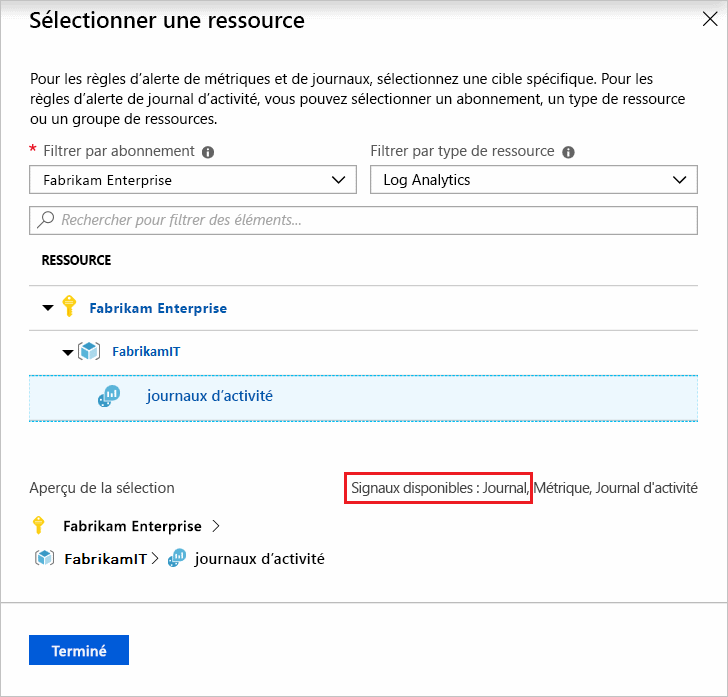 Sélectionner une ressource
Pour les règles d’alerte de métriques et de journaux, sélectionnez une cible spécifique. Pour les
règles d’alerte de journal d’activité, vous pouvez sélectionner un abonnement, un type de ressource
ou un groupe de ressources.
* Filtrer par abonnement
Filtrer par type de ressource
Fabrikam Enterprise
Log Analytics
Rechercher pour filtrer des éléments...
RESSOURCE
Fabrikam Enterprise
FabrikamIT
journaux d’activité
Aperçu de la sélection
Signaux disponibles : Journal, Métrique, Journal d'activité
Fabrikam Enterprise >
FabrikamIT > journaux d’activité
Terminé